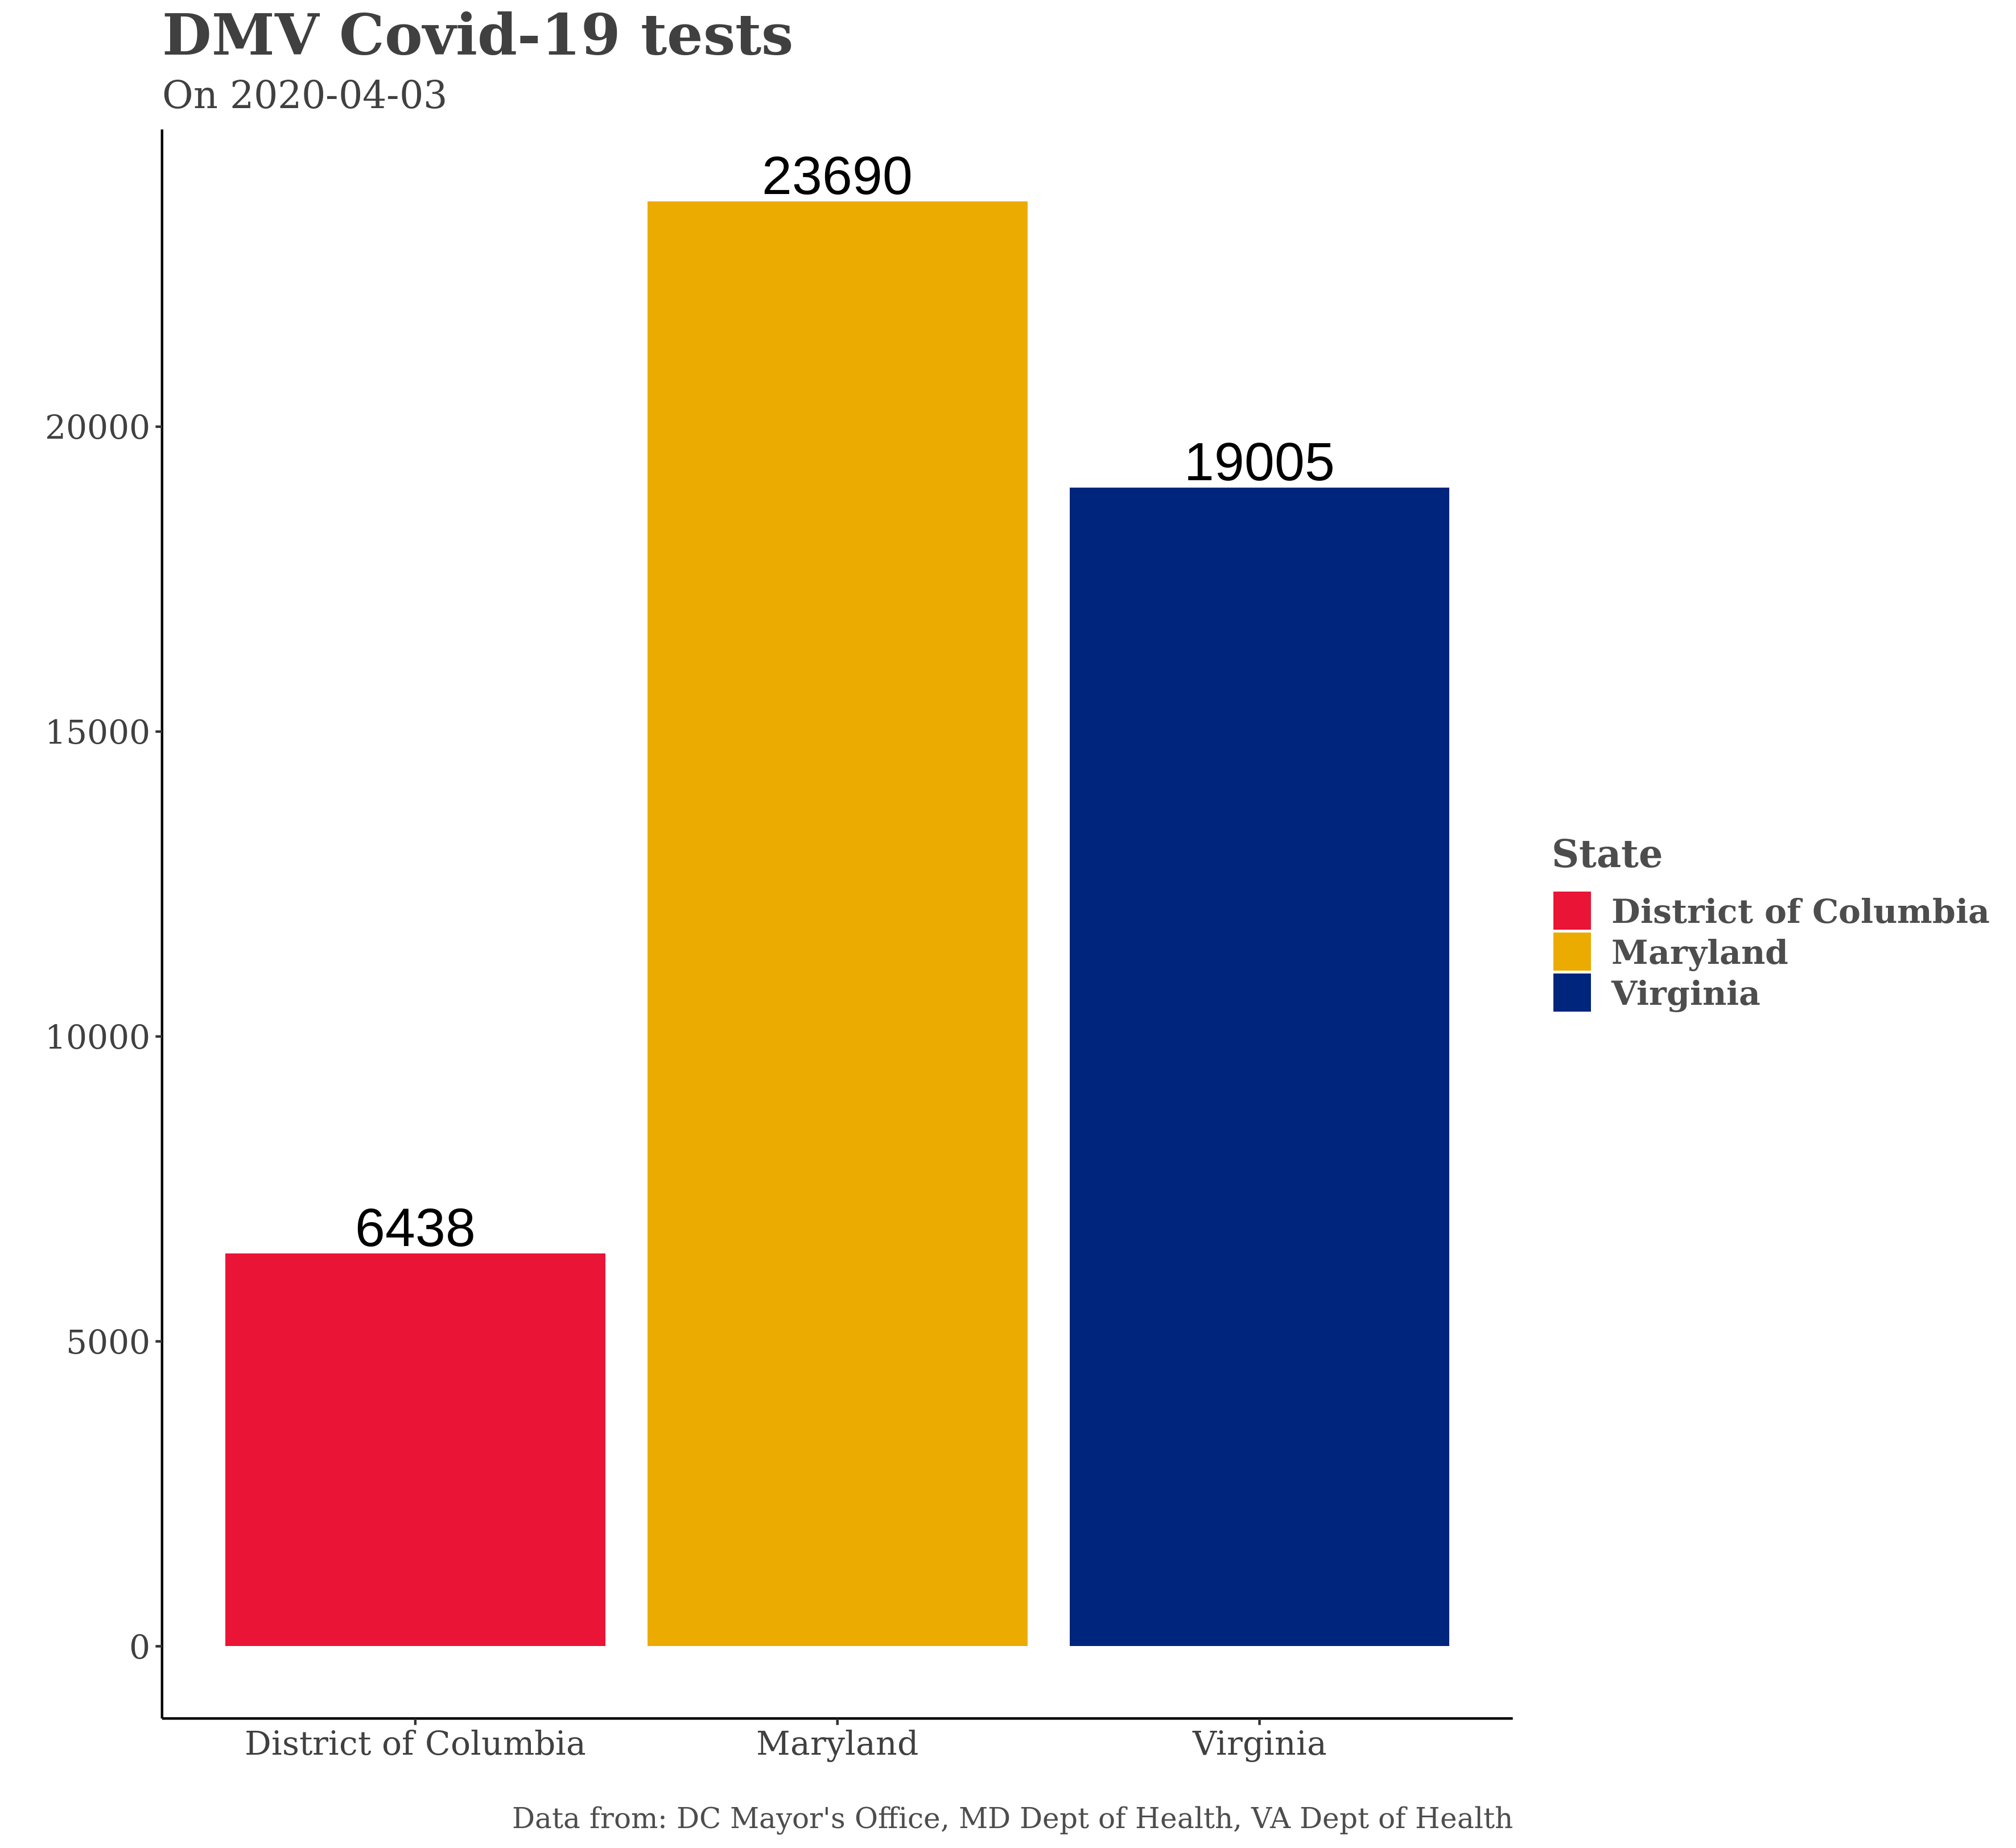 DMV Covid-19 tests
On 2020-04-03
23690
20000
19005
15000
10000
6438
5000
0
District of Columbia Maryland Virginia
State
District of Columbia
Maryland
Virginia
Data from: DC Mayor's Office, MD Dept of Health, VA Dept of Health